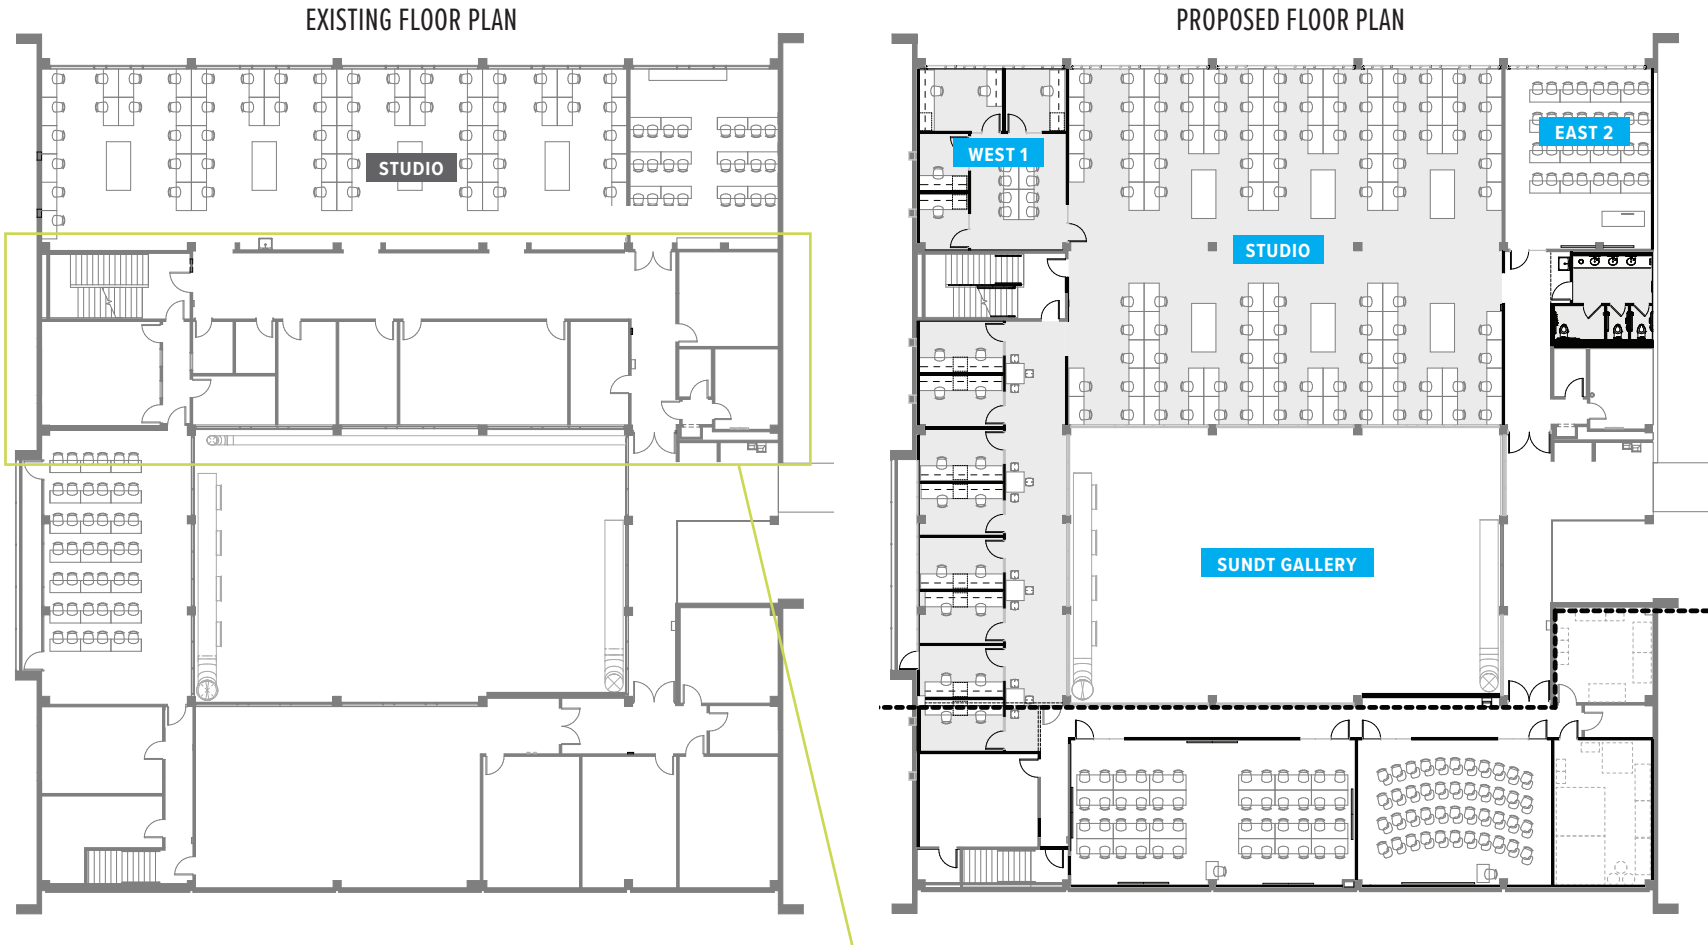 EXISTING FLOOR PLAN
PROPOSED FLOOR PLAN
STUDIO
WEST 1
EAST 2
STUDIO
SUNDT GALLERY